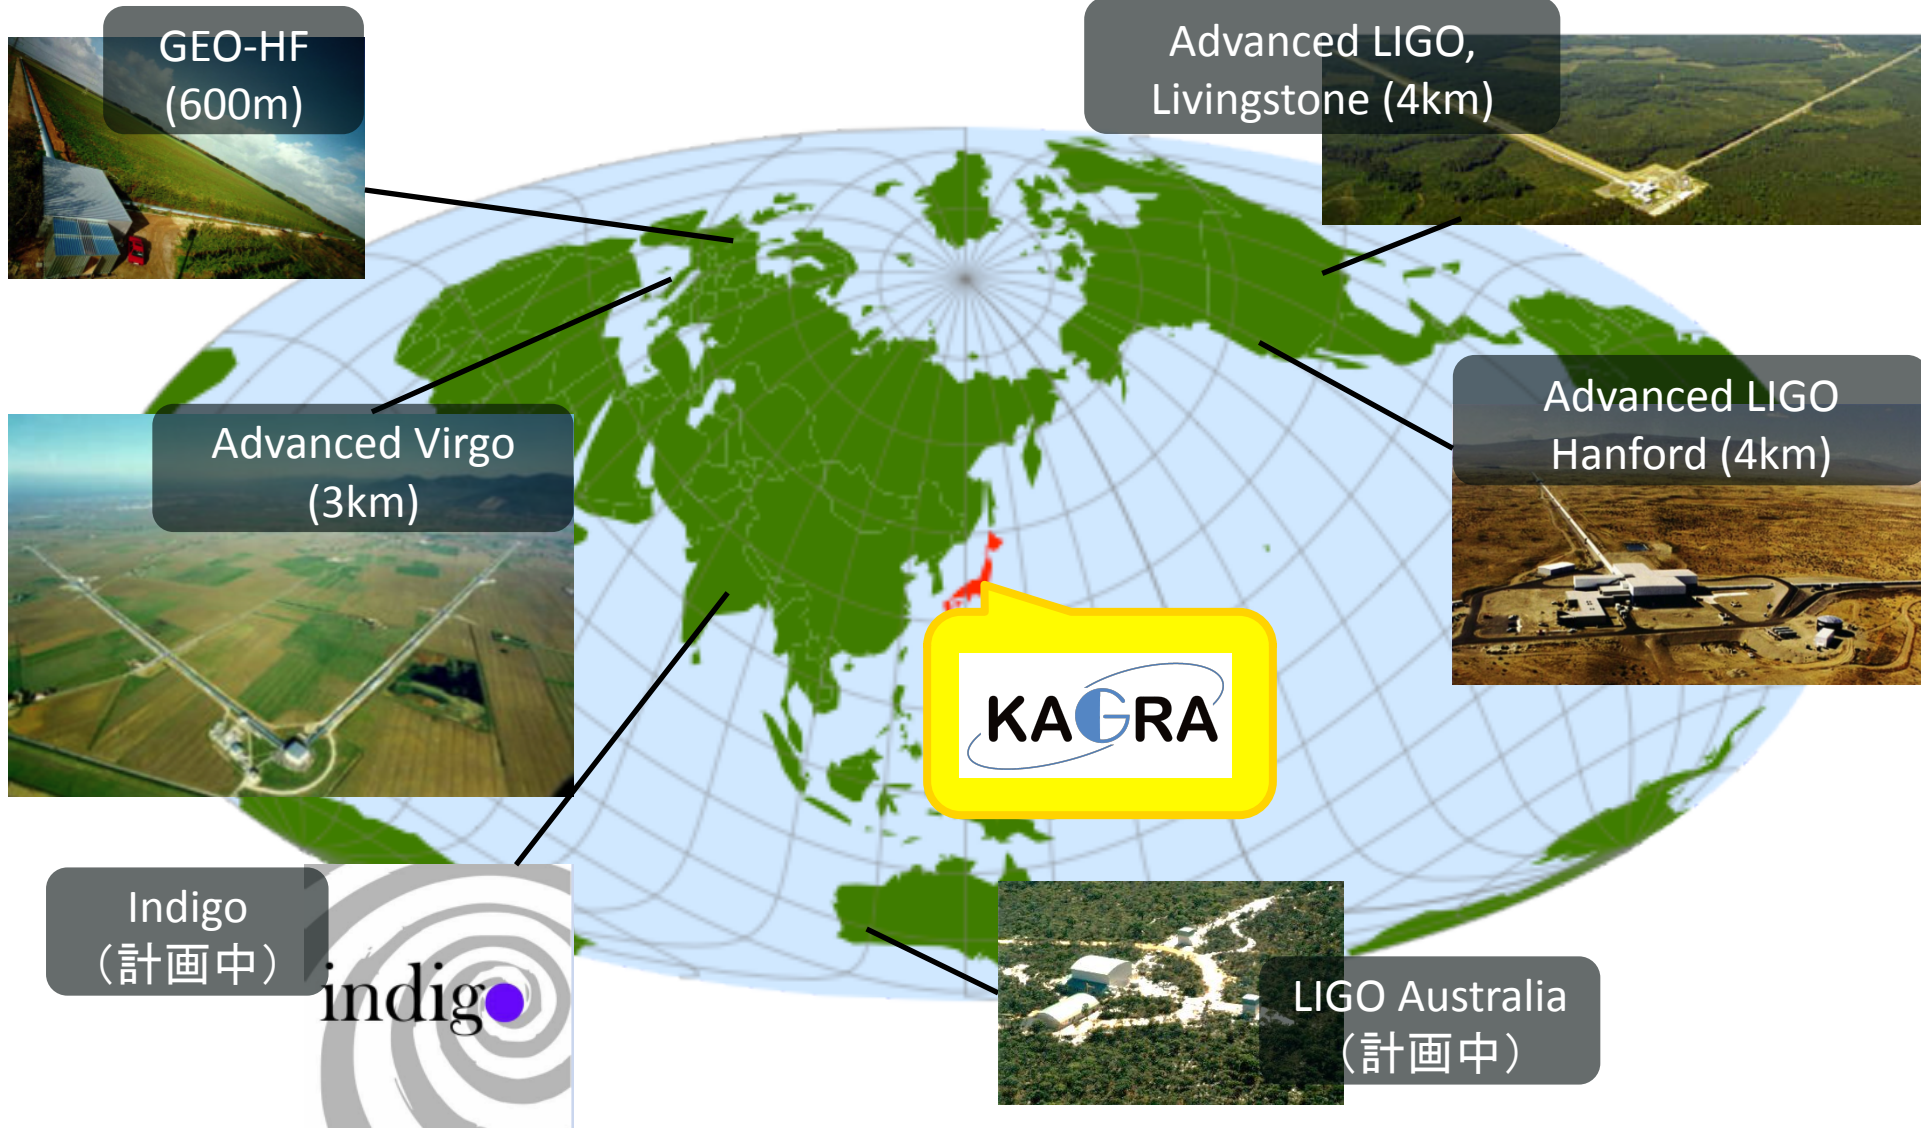 GEO-HF
(600m)
Advanced LIGO,
Livingstone (4km)
Advanced LIGO
Hanford (4km)
Advanced Virgo
(3km)
KAGRA
Indigo
（計画中）
indigo
LIGO Australia
（計画中）